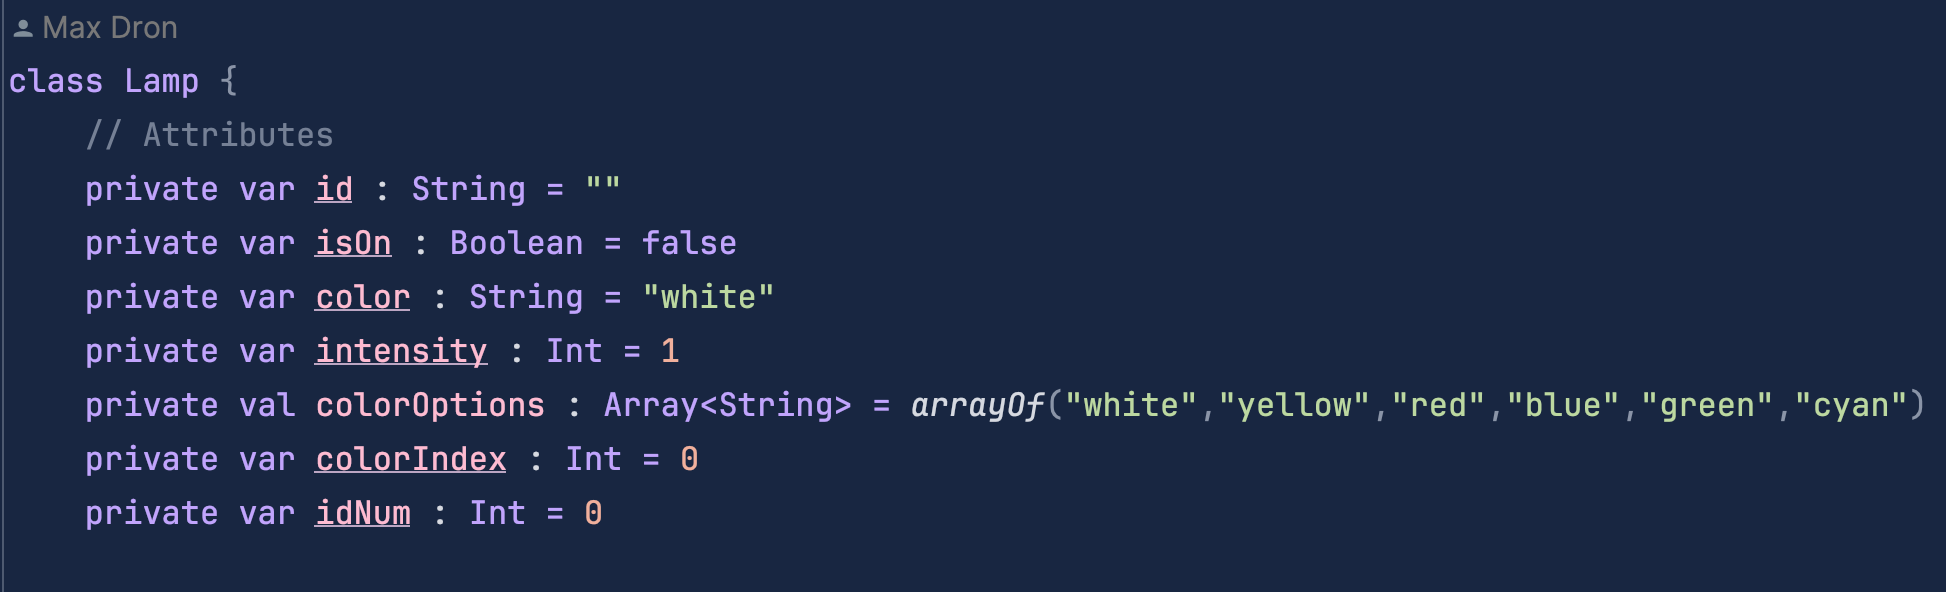 Max Dron
class Lamp {
// Attributes
private var id : String = ""
private var isOn : Boolean = false
private var color : String = "white"
private var intensity : Int = 1
private val colorOptions : Array<String> = arrayOf("white","yellow","red","blue","green","cyan")
private var colorIndex : Int = 0
private var idNum : Int = 0